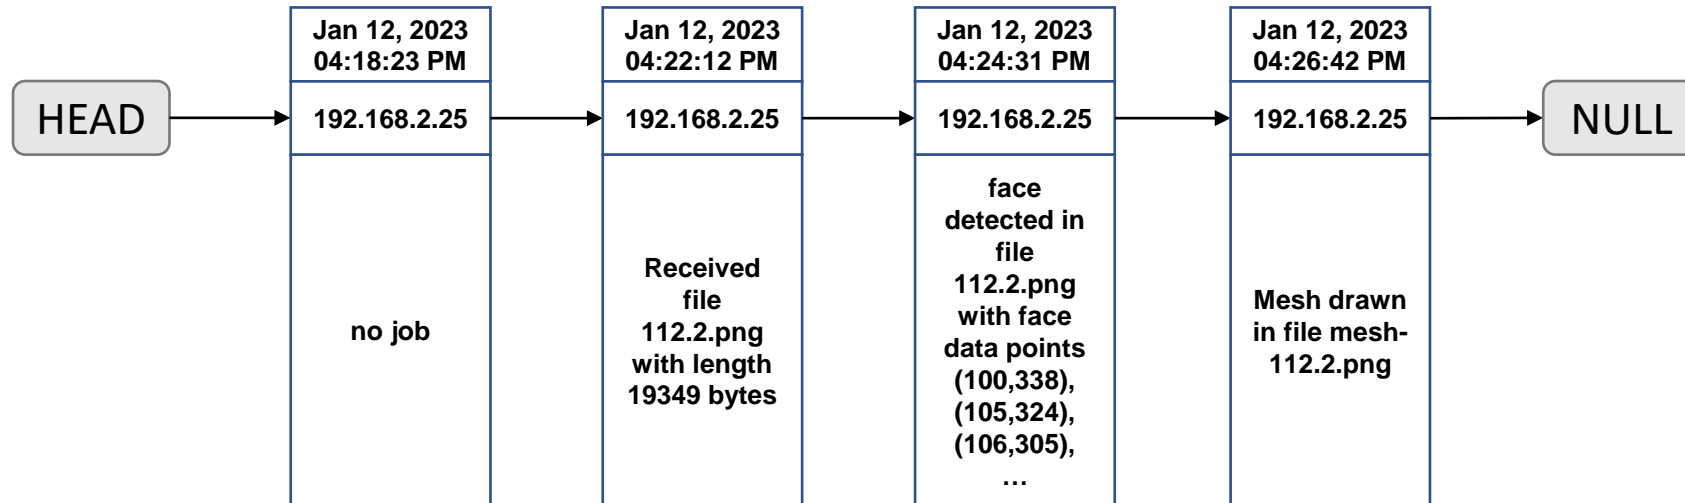 HEAD
Jan 12, 2023
04:18:23 PM
192.168.2.25
no job
Jan 12, 2023
04:22:12 PM
192.168.2.25
Received
file
112.2.png
with length
19349 bytes
Jan 12, 2023
04:24:31 PM
192.168.2.25
face
detected in
file
112.2.png
with face
data points
(100,338),
(105,324),
(106,305),
...
Jan 12, 2023
04:26:42 PM
192.168.2.25
Mesh drawn
in file mesh-
112.2.png
NULL